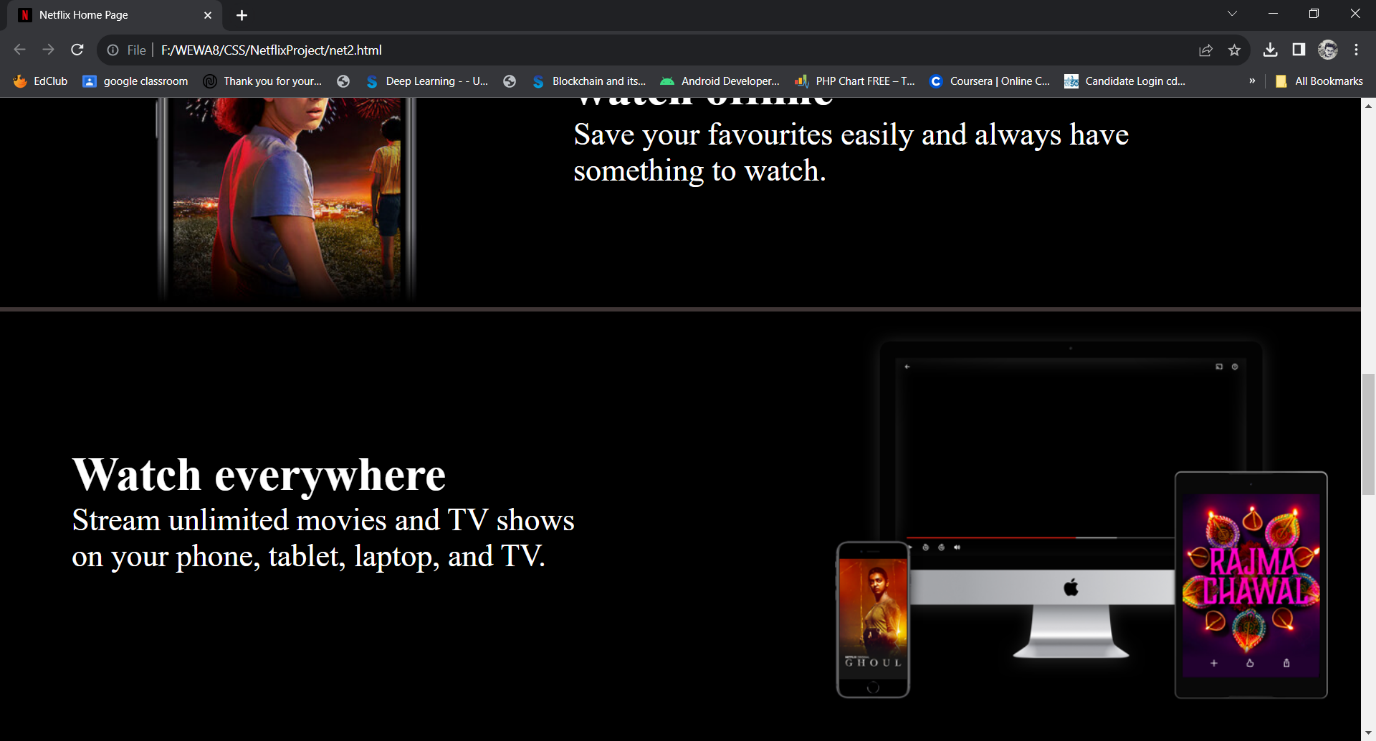 Netflix Home Page
File
F:/WEWA8/CSS/NetflixProject/net2.html
EdClub
google classroom
Thank you for your...
Deep Learning - - U...
Blockchain and its...
Android Developer...
PHP Chart FREE – T...
Coursera | Online C...
Candidate Login cd...
»
All Bookmarks
Watch offline
Save your favourites easily and always have
something to watch.
Watch everywhere
Stream unlimited movies and TV shows
on your phone, tablet, laptop, and TV.
RAJMA
CHAWAL
GHOUL